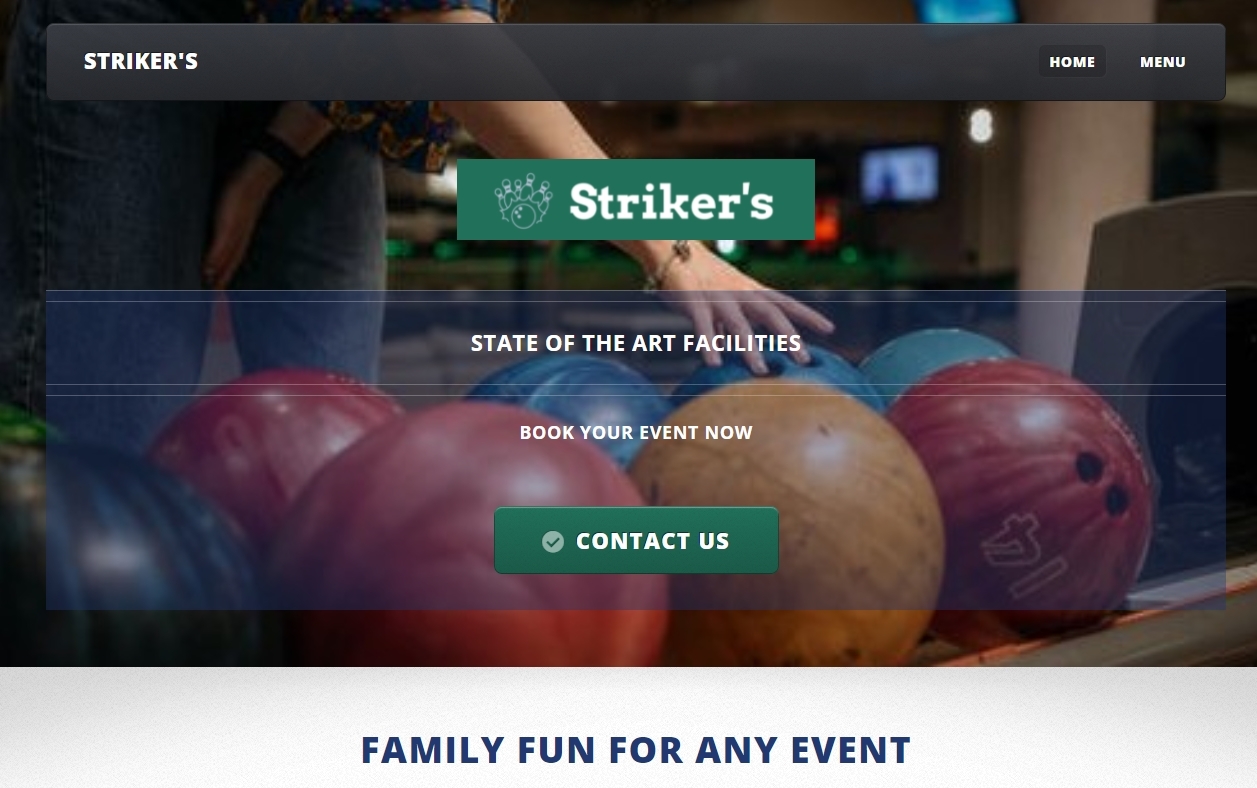 STRIKER'S
HOME
MENU
Striker's
STATE OF THE ART FACILITIES
BOOK YOUR EVENT NOW
CONTACT US
FAMILY FUN FOR ANY EVENT